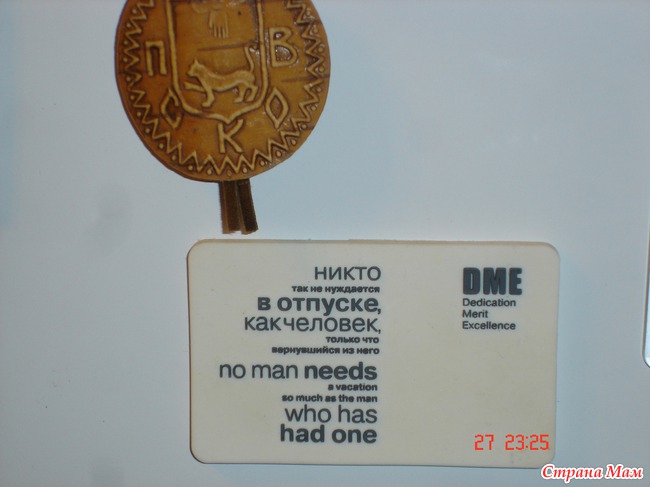 ПСКОВ
никто
так не нуждается
в отпуске,
как человек,
только что
вернувшийся из него
no man needs
a vacation
so much as the man
who has
had one
DME
Dedication
Merit
Excellence
27 23:25
Страна Мам